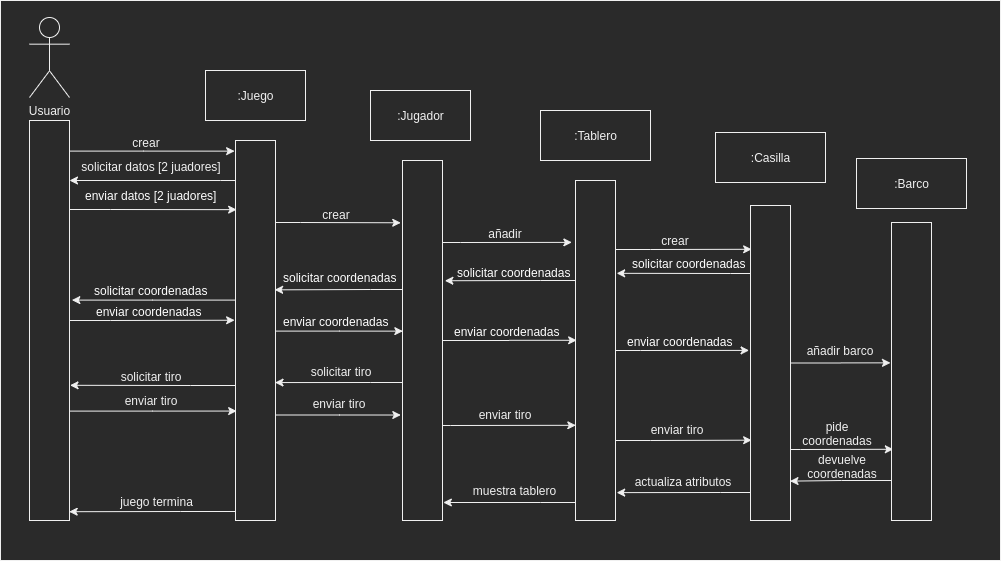 Usuario
:Juego
:Jugador
:Tablero
:Casilla
:Barco
crear
solicitar datos [2 juadores]
enviar datos [2 juadores]
crear
añadir
crear
solicitar coordenadas
solicitar coordenadas
solicitar coordenadas
solicitar coordenadas
enviar coordenadas
enviar coordenadas
enviar coordenadas
enviar coordenadas
añadir barco
solicitar tiro
solicitar tiro
enviar tiro
enviar tiro
enviar tiro
enviar tiro
pide
coordenadas
devuelve
coordenadas
actualiza atributos
muestra tablero
juego termina